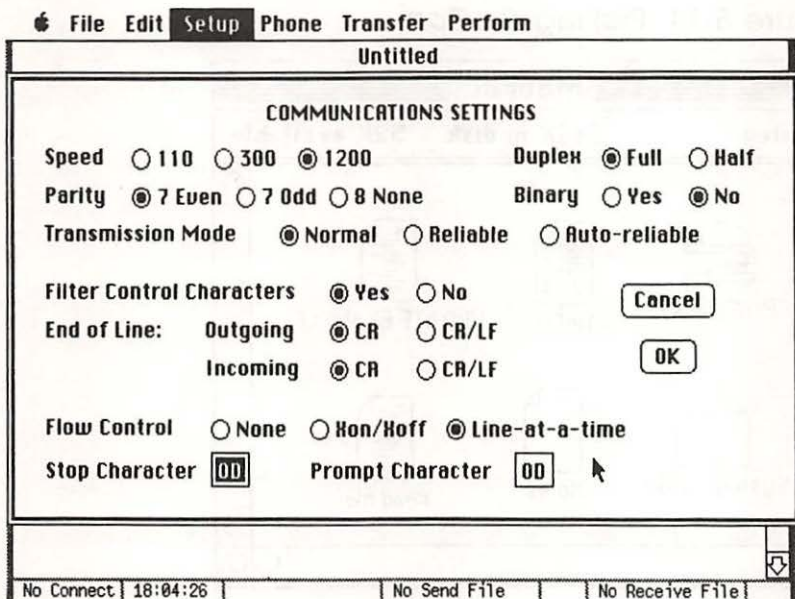 File Edit Setup Phone Transfer Perform
Untitled
COMMUNICATIONS SETTINGS
Speed 110 300 1200 Duplex Full Half
Parity 7 Even 7 Odd 8 None Binary Yes No
Transmission Mode Normal Reliable Auto-reliable
Filter Control Characters Yes No Cancel
End of Line: Outgoing CR CR/LF
OK
Incoming CR CR/LF
Flow Control None Xon/Xoff Line-at-a-time
Stop Character 0D Prompt Character 0D
No Connect 18:04:26 No Send File No Receive File